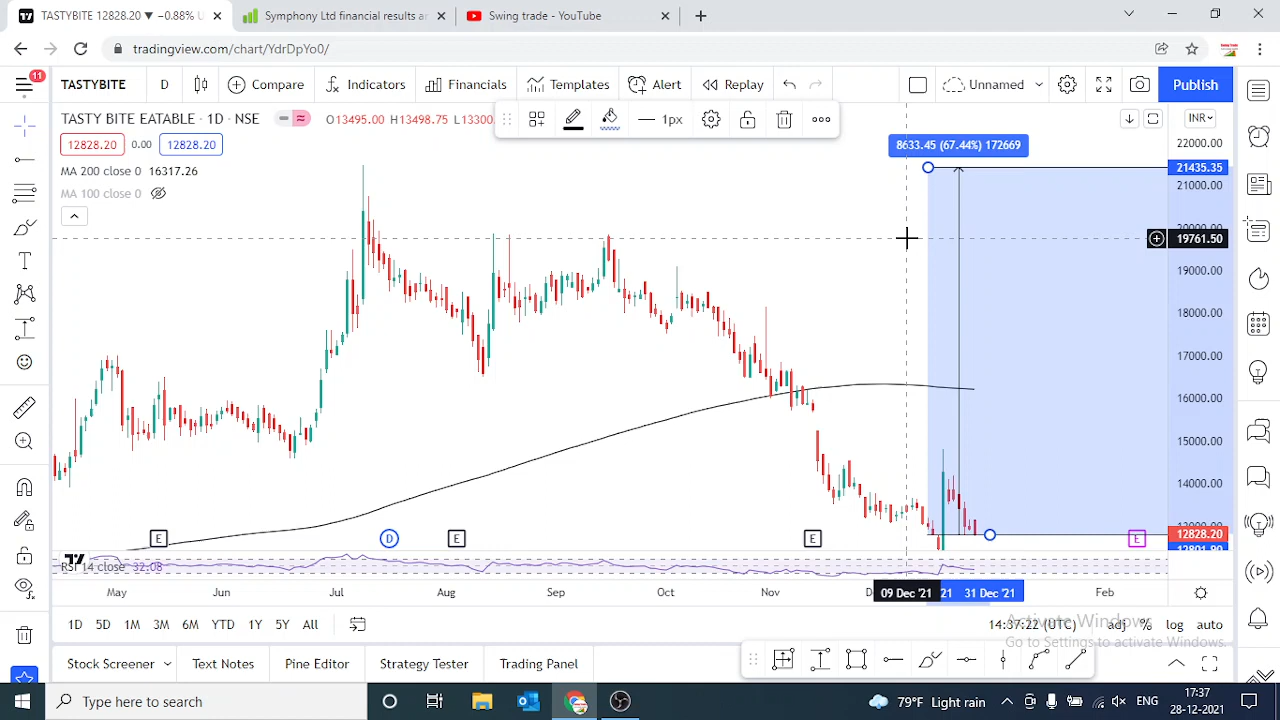 TASTYBITE 12828.20 ▼ −0.88% U
Symphony Ltd financial results ar
Swing trade - YouTube
tradingview.com/chart/YdrDpYo0/
11
TASTYBITE
D
Compare
Indicators
Financials
Templates
Alert
Replay
Unnamed
Publish
TASTY BITE EATABLE · 1D · NSE
O13495.00 H13498.75 L13300.
1px
INR
12828.20 0.00 12828.20
MA 200 close 0 16317.26
MA 100 close 0
8633.45 (67.44%) 172669
22000.00
21435.35
21000.00
19761.50
19000.00
18000.00
17000.00
16000.00
15000.00
14000.00
12828.20
E D E E E
RSI 14 close 32.08
May Jun Jul Aug Sep Oct Nov
09 Dec '21
21
31 Dec '21
Feb
1D 5D 1M 3M 6M YTD 1Y 5Y All
14:37:22 (UTC)
adj % log auto
Activate Windows
Go to Settings to activate Windows.
Stock Screener
Text Notes
Pine Editor
Strategy Tester
Trading Panel
Type here to search
79°F Light rain
ENG
17:37
28-12-2021